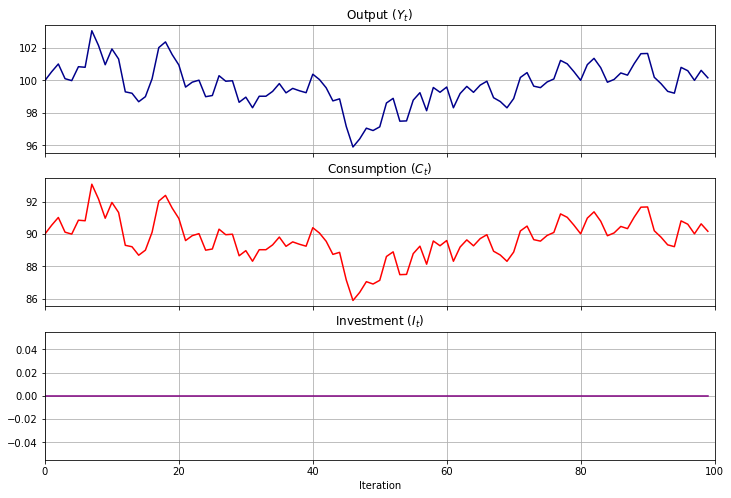 Output (Y_t)
102
100
98
96
Consumption (C_t)
92
90
88
86
Investment (I_t)
0.04
0.02
0.00
−0.02
−0.04
0 20 40 60 80 100
Iteration